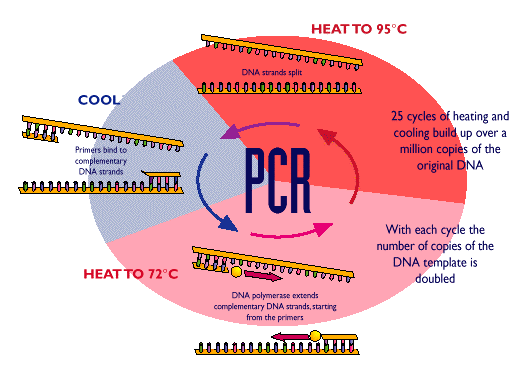 HEAT TO 95°C
DNA strands split
COOL
Primers bind to
complementary
DNA strands
25 cycles of heating and
cooling build up over a
million copies of the
original DNA
PCR
With each cycle the
number of copies of the
DNA template is
doubled
HEAT TO 72°C
DNA polymerase extends
complementary DNA strands, starting
from the primers